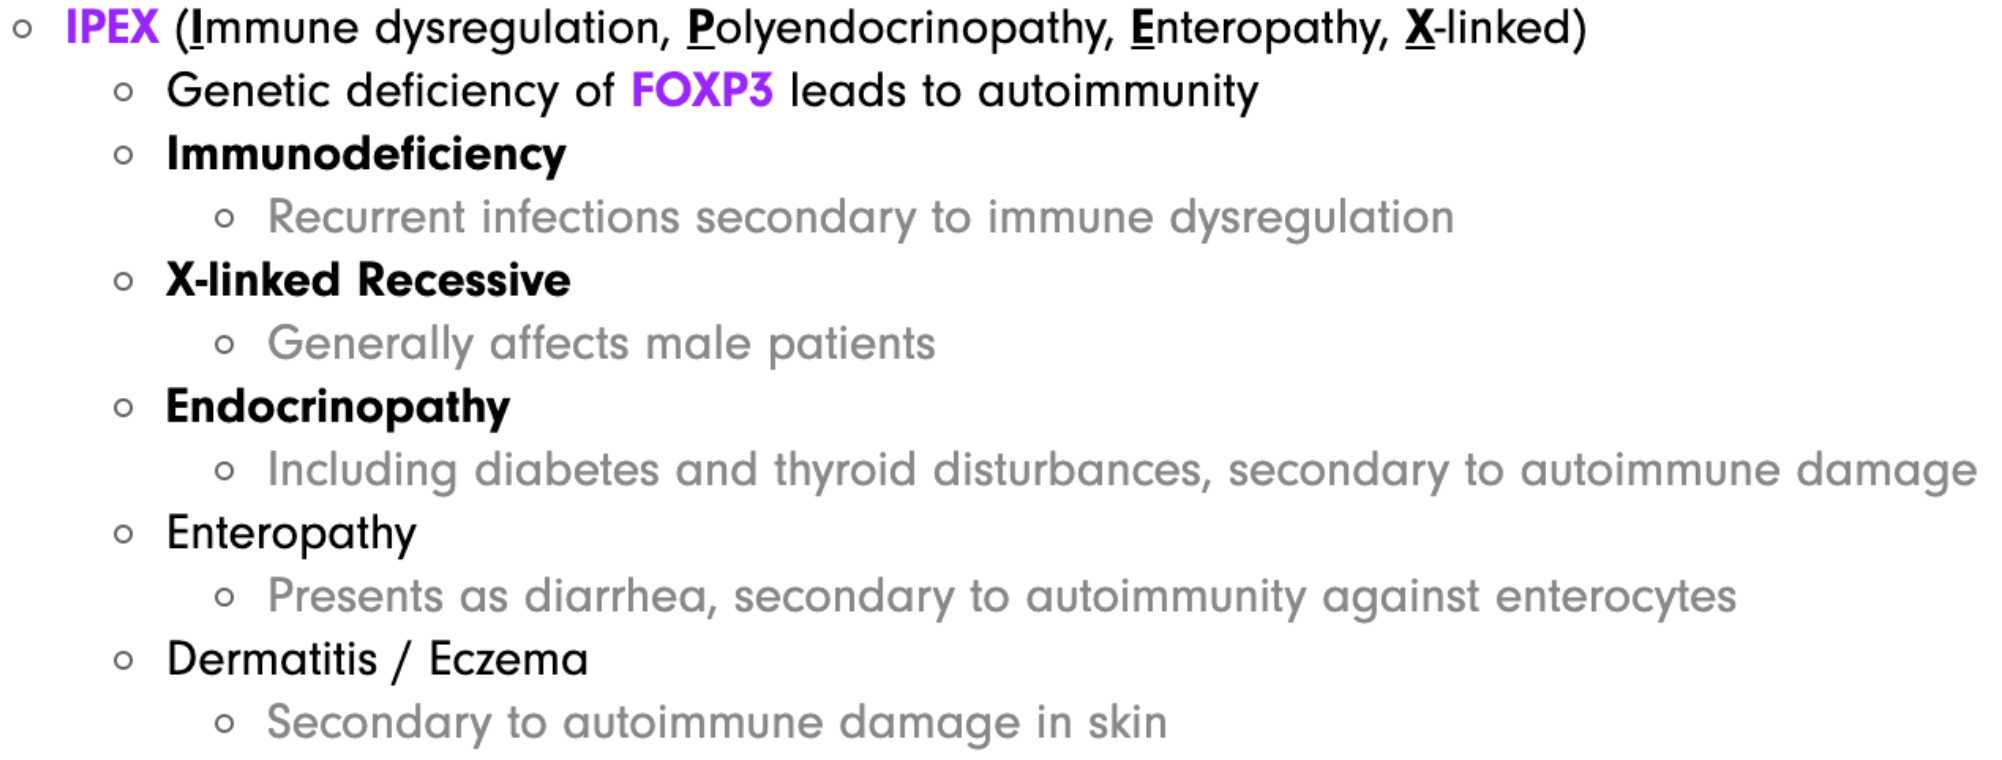 IPEX (Immune dysregulation, Polyendocrinopathy, Enteropathy, X-linked)
Genetic deficiency of FOXP3 leads to autoimmunity
Immunodeficiency
Recurrent infections secondary to immune dysregulation
X-linked Recessive
Generally affects male patients
Endocrinopathy
Including diabetes and thyroid disturbances, secondary to autoimmune damage
Enteropathy
Presents as diarrhea, secondary to autoimmunity against enterocytes
Dermatitis / Eczema
Secondary to autoimmune damage in skin